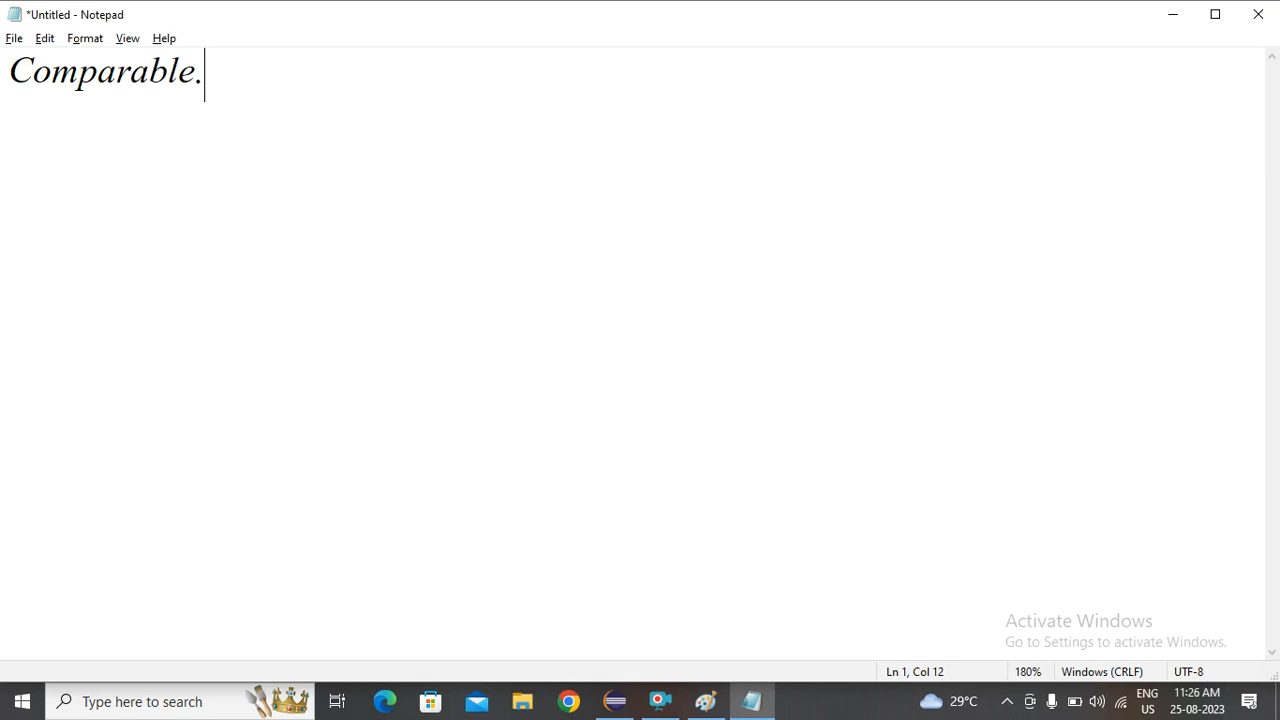 *Untitled - Notepad
File Edit Format View Help
Comparable.
Activate Windows
Go to Settings to activate Windows.
Ln 1, Col 12 180% Windows (CRLF) UTF-8
Type here to search 29°C ENG 11:26 AM
US 25-08-2023